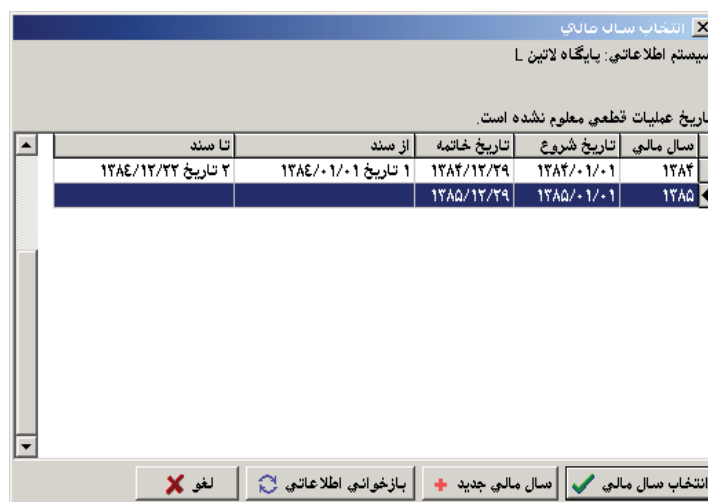 انتخاب سال مالي
سيستم اطلاعاتي: پايگاه لاتين L
تاريخ عمليات قطعي معلوم نشده است.
سال مالي تاريخ شروع تاريخ خاتمه از سند تا سند
۱۳۸۴ ۱۳۸۴/۰۱/۰۱ ۱۳۸۴/۱۲/۲۹ ۱ تاريخ ۱۳۸٤/۰۱/۰۱ ۲ تاريخ ۱۳۸٤/۱۲/۲۲
۱۳۸۵ ۱۳۸۵/۰۱/۰۱ ۱۳۸۵/۱۲/۲۹
انتخاب سال مالي سال مالي جديد بازخواني اطلاعاتي لغو